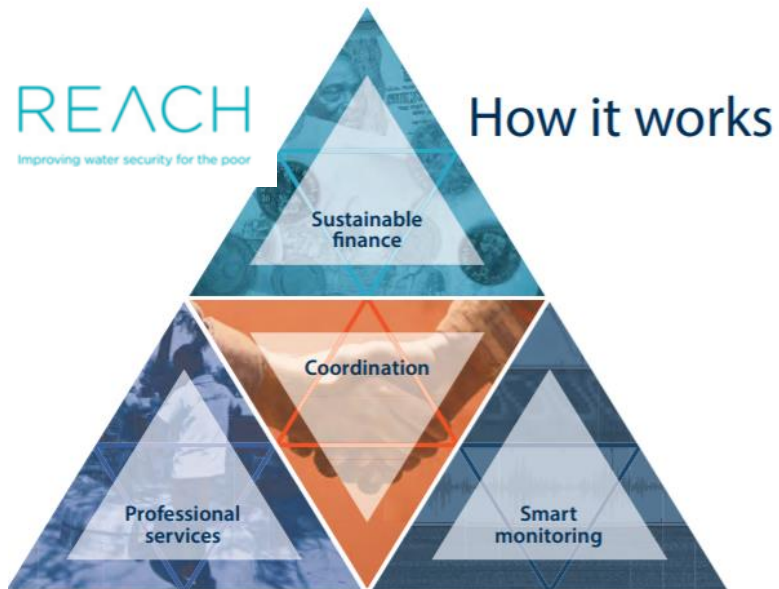 REACH
Improving water security for the poor
How it works
Sustainable
finance
Coordination
Professional
services
Smart
monitoring